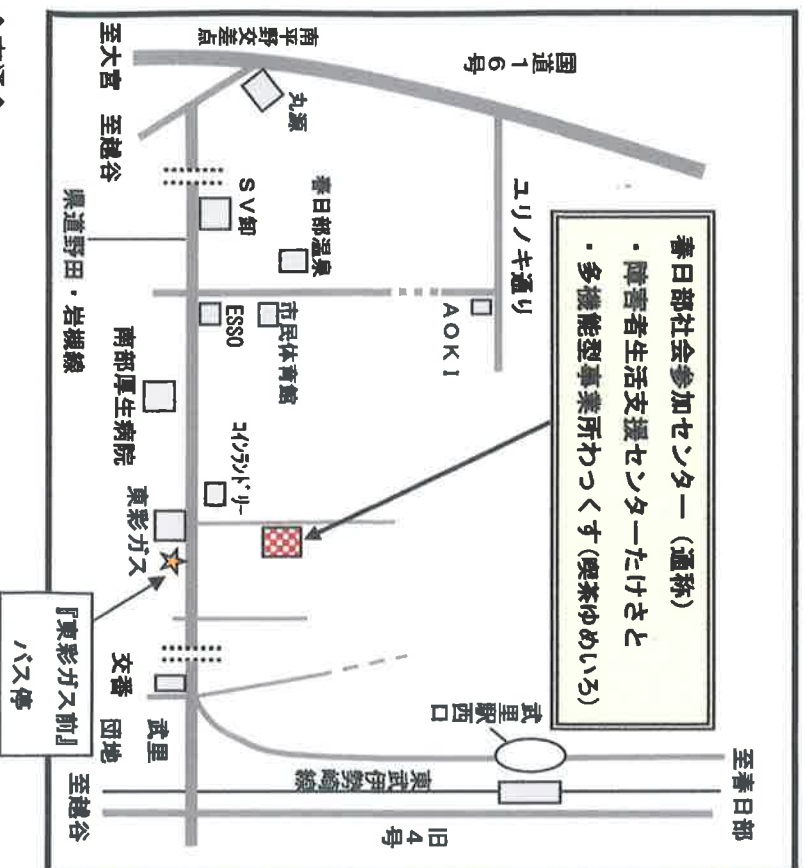 春日部社会参加センター（通称）
・障害者生活支援センターたけさと
・多機能型事業所わっくす（喫茶ゆめいろ）
国道16号
南平野交差点
至大宮
至越谷
丸源
ユリノキ通り
SV卸
春日部温泉
県道野田・岩槻線
ESSO
市民体育館
AOKI
南部厚生病院
コインランドリー
東彩ガス
『東彩ガス前』
バス停
交番
武里
団地
武里駅西口
東武伊勢崎線
旧4号
至春日部
至越谷